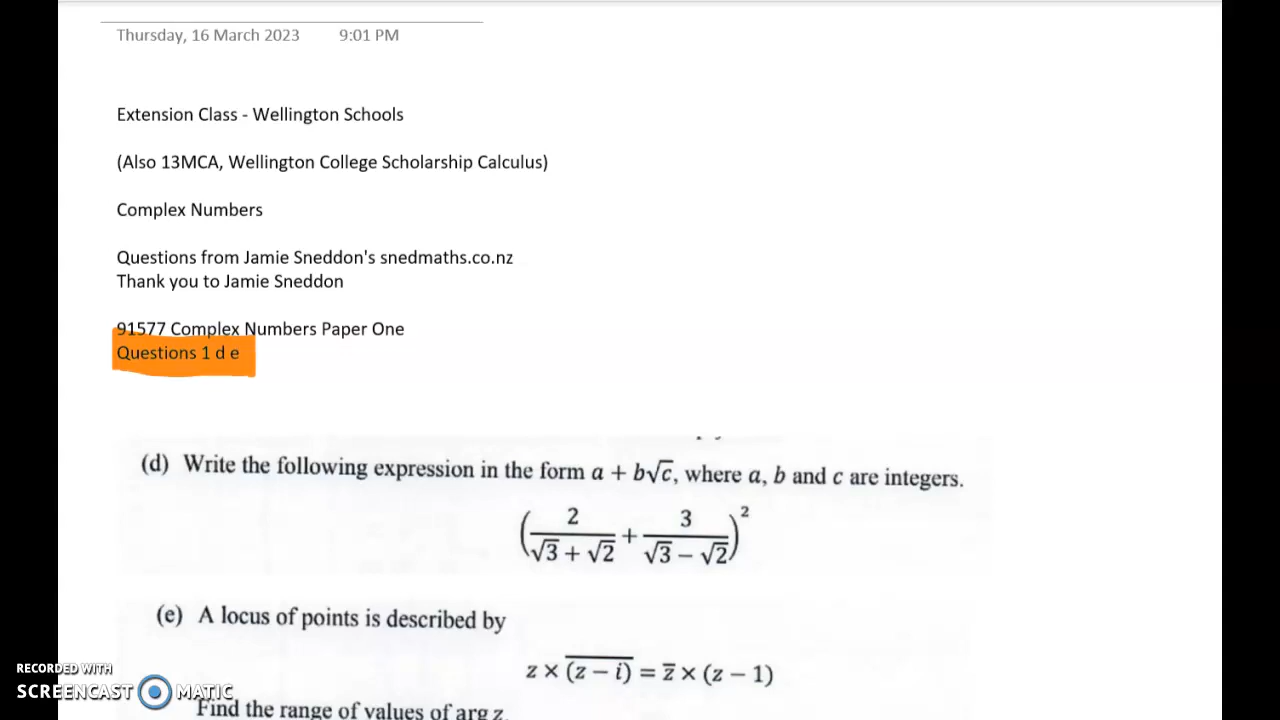 Thursday, 16 March 2023 9:01 PM
Extension Class - Wellington Schools
(Also 13MCA, Wellington College Scholarship Calculus)
Complex Numbers
Questions from Jamie Sneddon's snedmaths.co.nz
Thank you to Jamie Sneddon
91577 Complex Numbers Paper One
Questions 1 d e
(d) Write the following expression in the form a + b√c, where a, b and c are integers.
(2/(√3 + √2) + 3/(√3 − √2))²
(e) A locus of points is described by
z × \overline{(z − i)} = z̅ × (z − 1)
Find the range of values of arg z.
RECORDED WITH
SCREENCAST MATIC